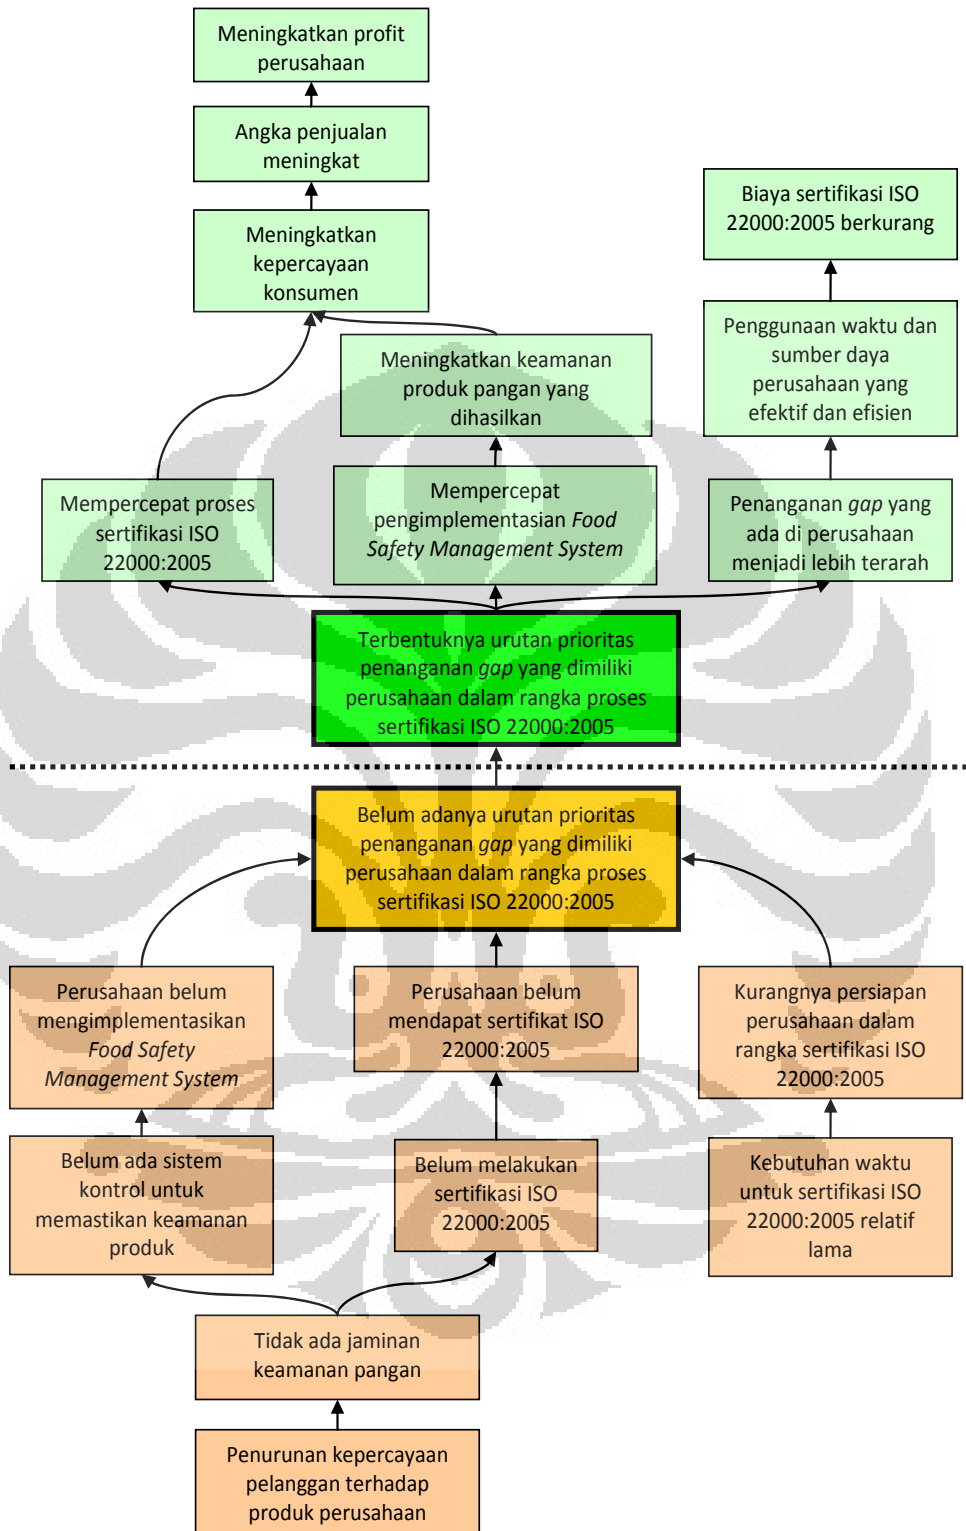 Meningkatkan profit
perusahaan
Angka penjualan
meningkat
Meningkatkan
kepercayaan
konsumen
Biaya sertifikasi ISO
22000:2005 berkurang
Meningkatkan keamanan
produk pangan yang
dihasilkan
Penggunaan waktu dan
sumber daya
perusahaan yang
efektif dan efisien
Mempercepat proses
sertifikasi ISO
22000:2005
Mempercepat
pengimplementasian Food
Safety Management System
Penanganan gap yang
ada di perusahaan
menjadi lebih terarah
Terbentuknya urutan prioritas
penanganan gap yang dimiliki
perusahaan dalam rangka proses
sertifikasi ISO 22000:2005
Belum adanya urutan prioritas
penanganan gap yang dimiliki
perusahaan dalam rangka proses
sertifikasi ISO 22000:2005
Perusahaan belum
mengimplementasikan
Food Safety
Management System
Perusahaan belum
mendapat sertifikat ISO
22000:2005
Kurangnya persiapan
perusahaan dalam
rangka sertifikasi ISO
22000:2005
Belum ada sistem
kontrol untuk
memastikan keamanan
produk
Belum melakukan
sertifikasi ISO
22000:2005
Kebutuhan waktu
untuk sertifikasi ISO
22000:2005 relatif
lama
Tidak ada jaminan
keamanan pangan
Penurunan kepercayaan
pelanggan terhadap
produk perusahaan